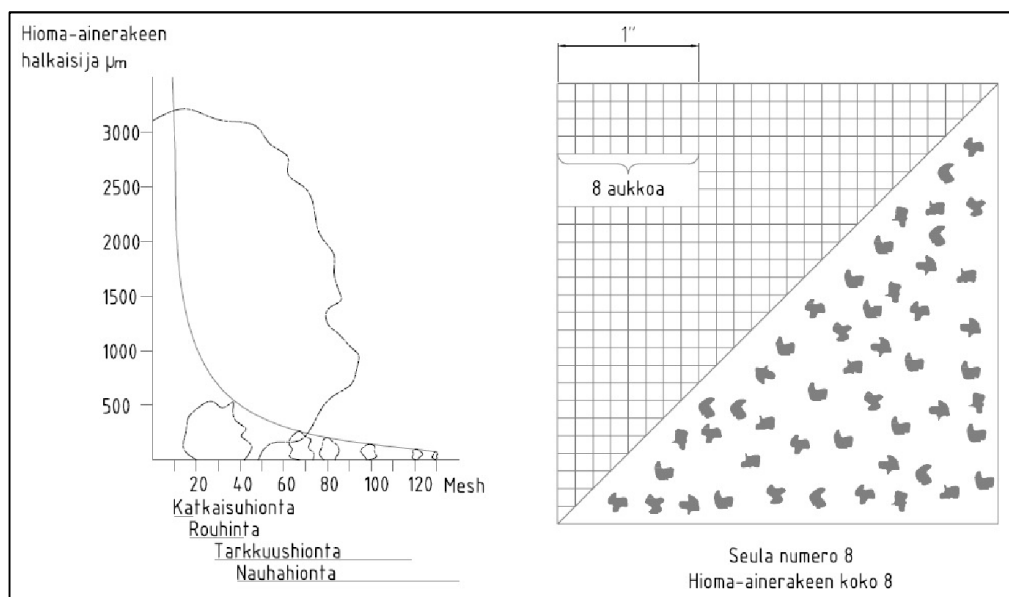 Hioma-ainerakeen
halkaisija µm
3000
2500
2000
1500
1000
500
20 40 60 80 100 120 Mesh
Katkaisuhionta
Rouhinta
Tarkkuushionta
Nauhahionta
1"
8 aukkoa
Seula numero 8
Hioma-ainerakeen koko 8